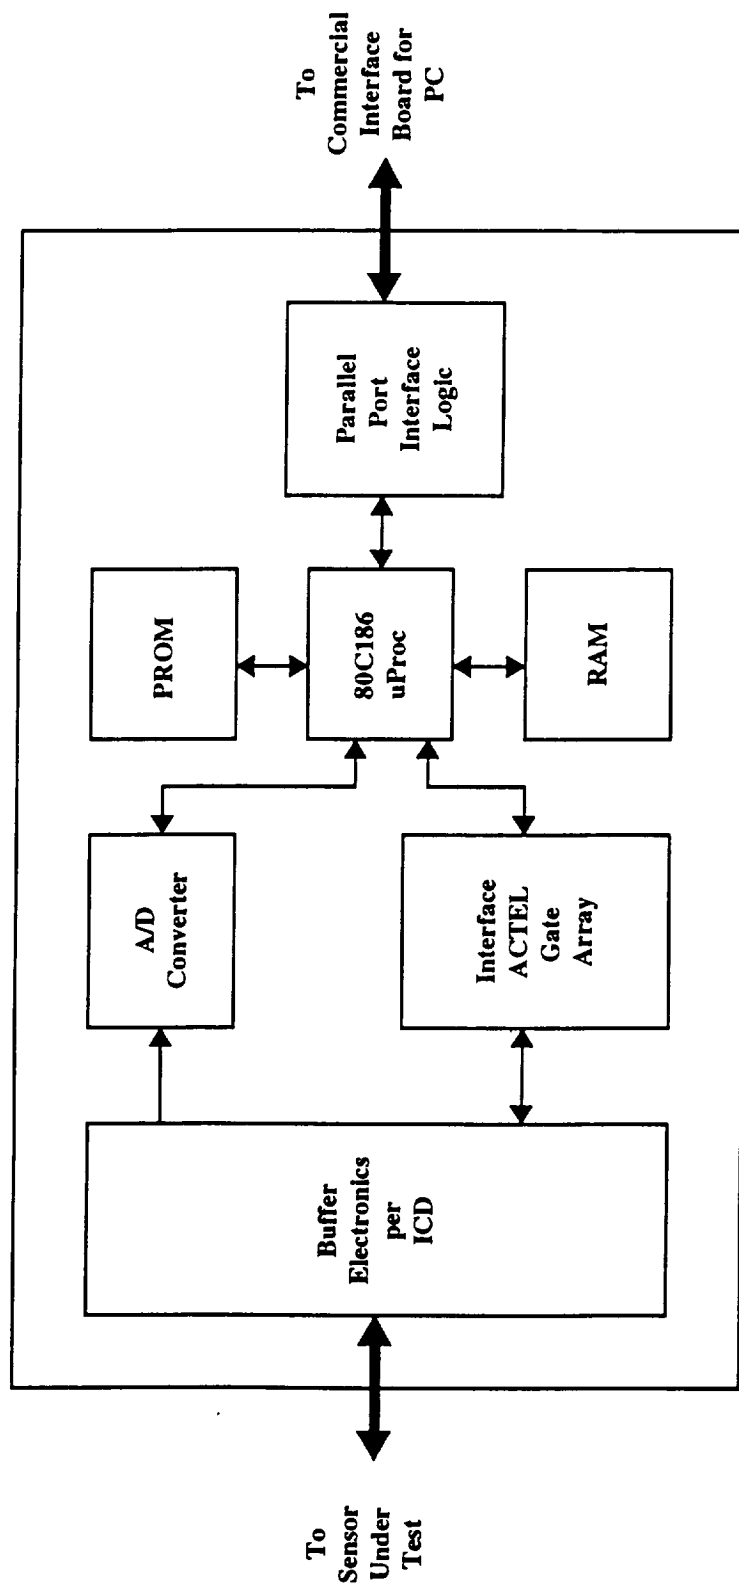 To
Sensor
Under
Test
Buffer
Electronics
per
ICD
A/D
Converter
Interface
ACTEL
Gate
Array
PROM
80C186
uProc
RAM
Parallel
Port
Interface
Logic
To
Commercial
Interface
Board for
PC